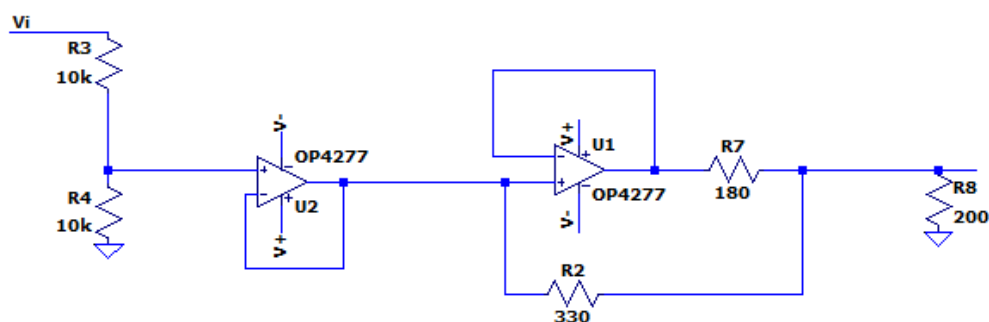 Vi
R3
10k
R4
10k
V-
OP4277
U2
V+
V+
U1
OP4277
V-
R7
180
R8
200
R2
330